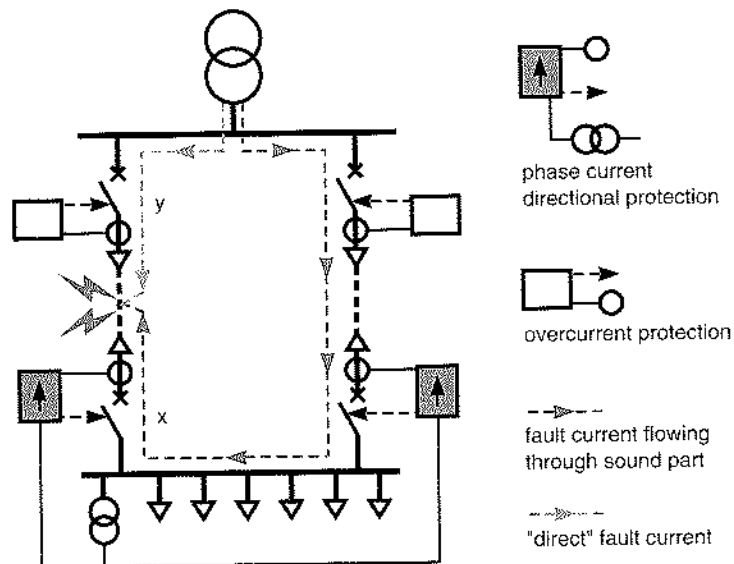 y
x
phase current
directional protection
overcurrent protection
fault current flowing
through sound part
"direct" fault current